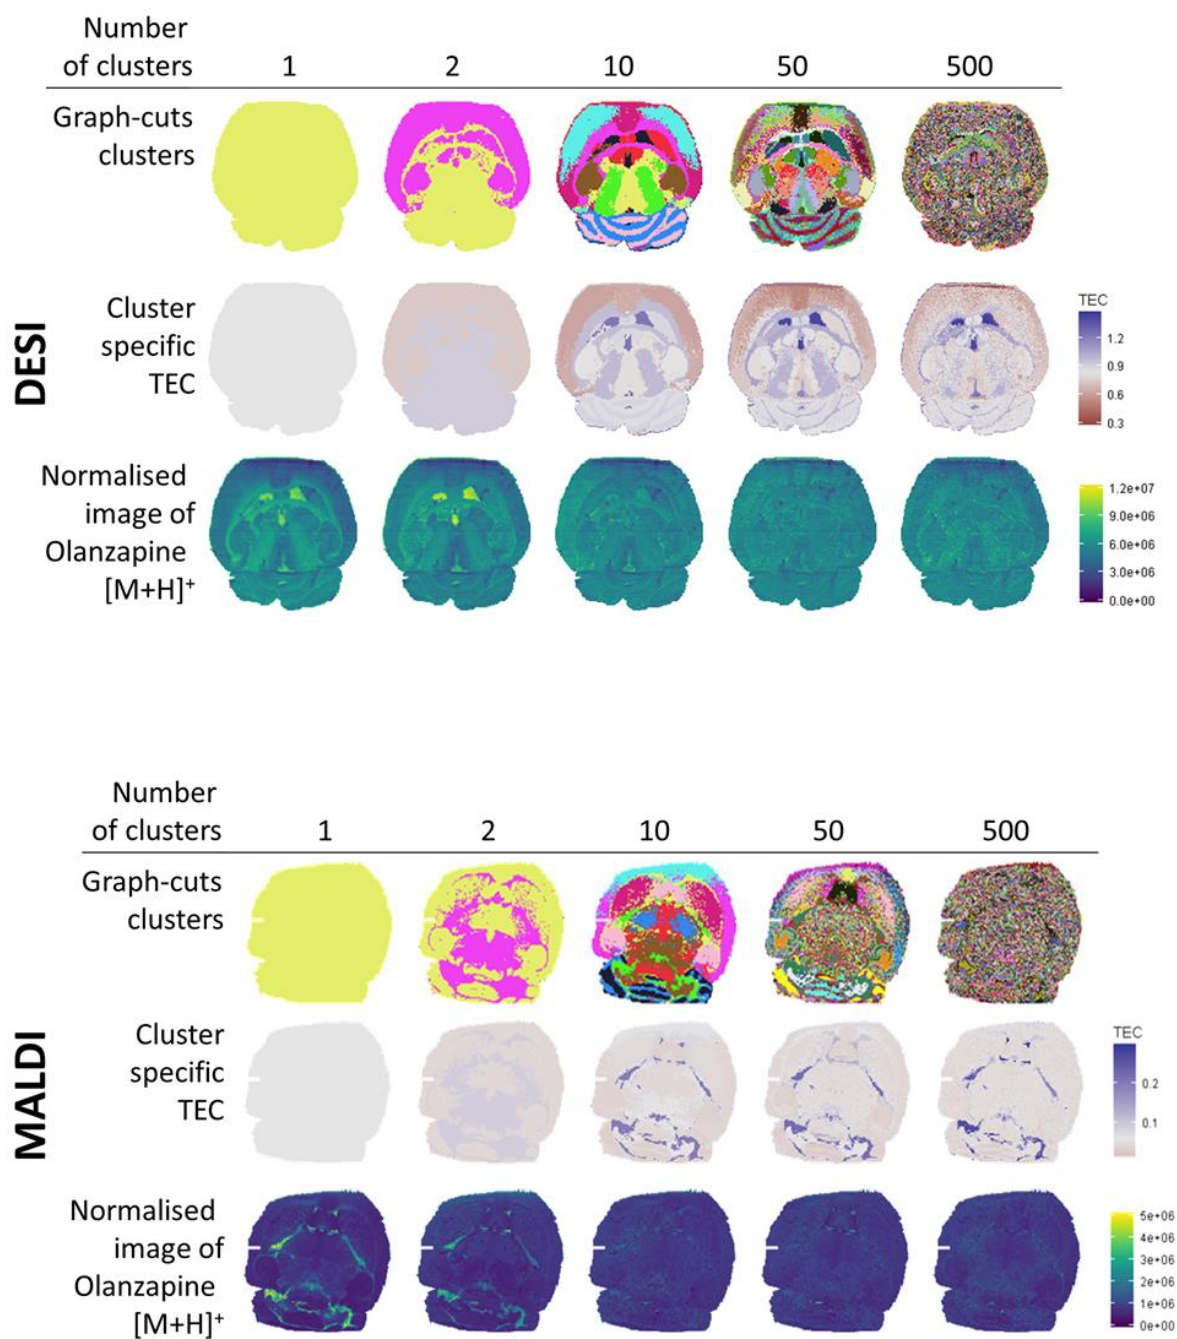 Number
of clusters 1 2 10 50 500
Graph-cuts
clusters
DESI
Cluster
specific
TEC
TEC
1.2
0.9
0.6
0.3
Normalised
image of
Olanzapine
[M+H]⁺
1.2e+07
9.0e+06
6.0e+06
3.0e+06
0.0e+00
Number
of clusters 1 2 10 50 500
Graph-cuts
clusters
MALDI
Cluster
specific
TEC
TEC
0.2
0.1
Normalised
image of
Olanzapine
[M+H]⁺
5e+06
4e+06
3e+06
2e+06
1e+06
0e+00